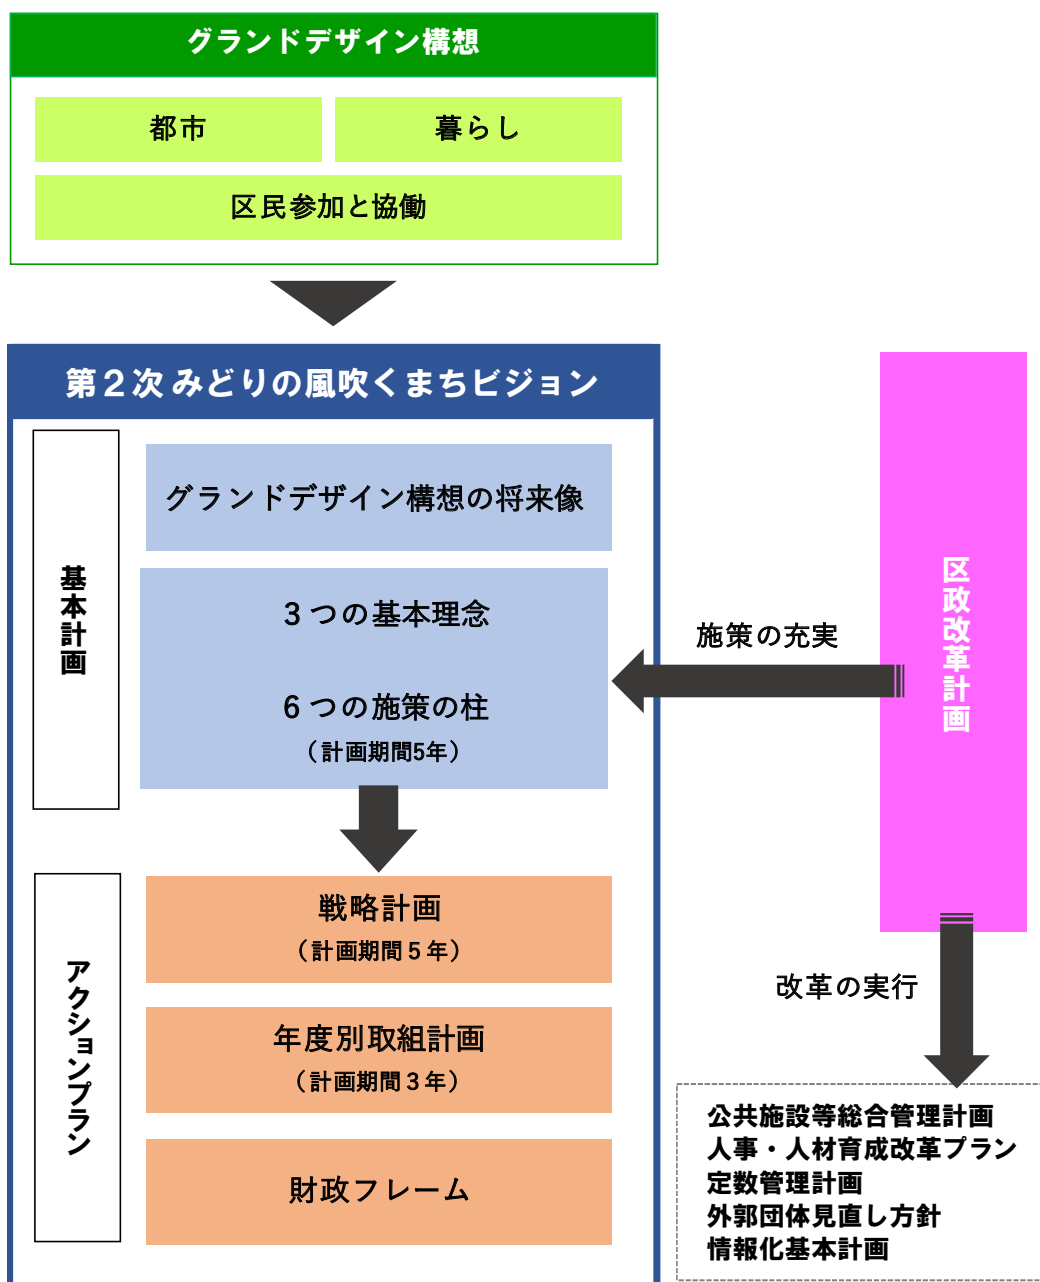 グランドデザイン構想
都市
暮らし
区民参加と協働
第２次 みどりの風吹くまちビジョン
基本計画
グランドデザイン構想の将来像
３つの基本理念
６つの施策の柱
（計画期間5年）
施策の充実
区政改革計画
アクションプラン
戦略計画
（計画期間５年）
年度別取組計画
（計画期間３年）
財政フレーム
改革の実行
公共施設等総合管理計画
人事・人材育成改革プラン
定数管理計画
外郭団体見直し方針
情報化基本計画